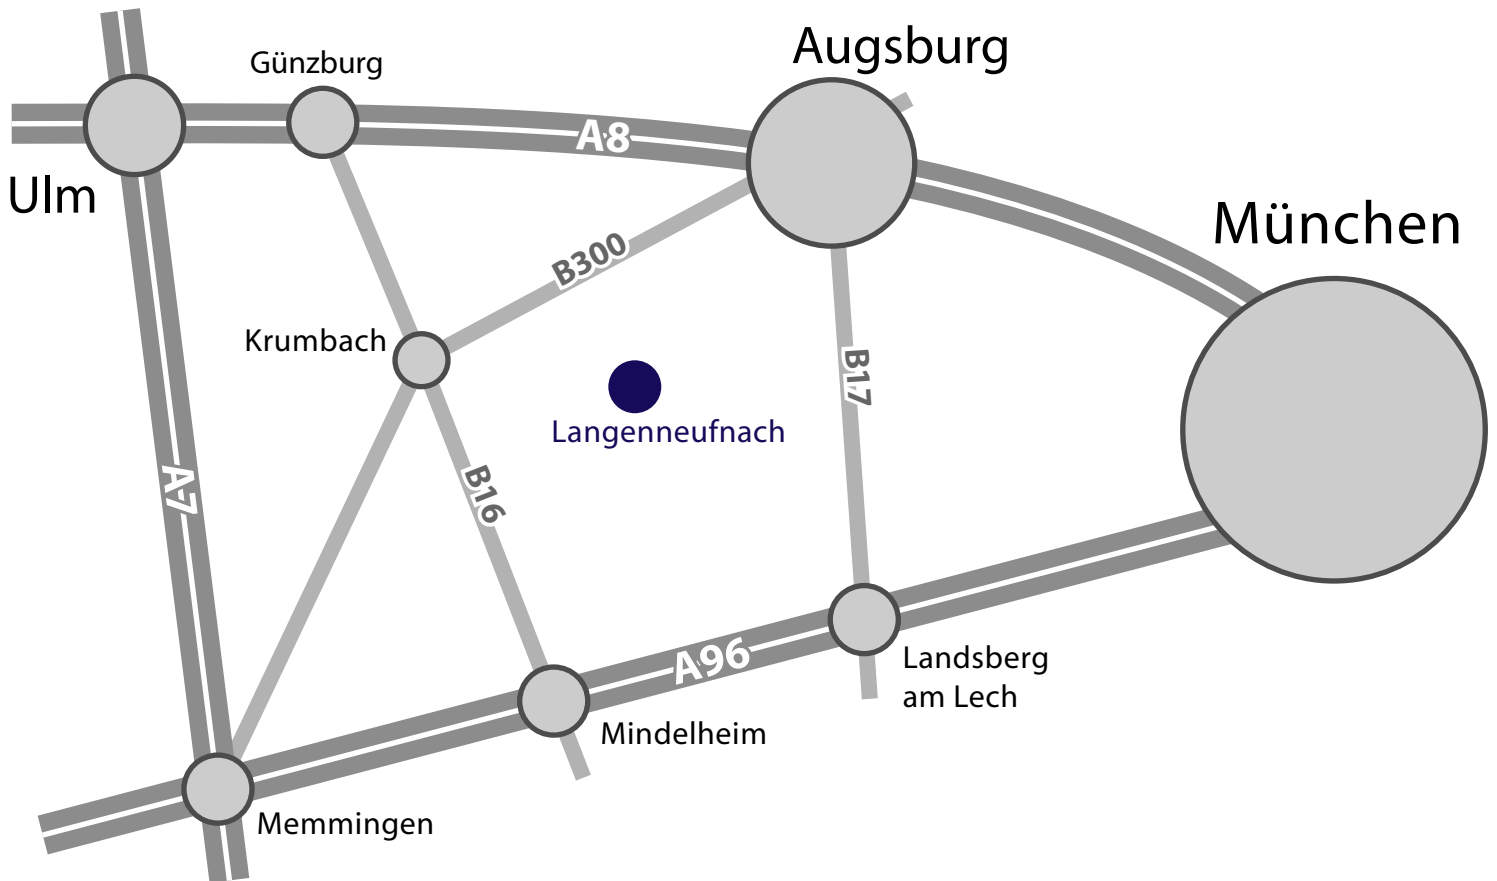 Günzburg
Augsburg
A8
Ulm
München
B300
Krumbach
B17
Langenneufnach
A7
B16
A96
Landsberg
am Lech
Mindelheim
Memmingen